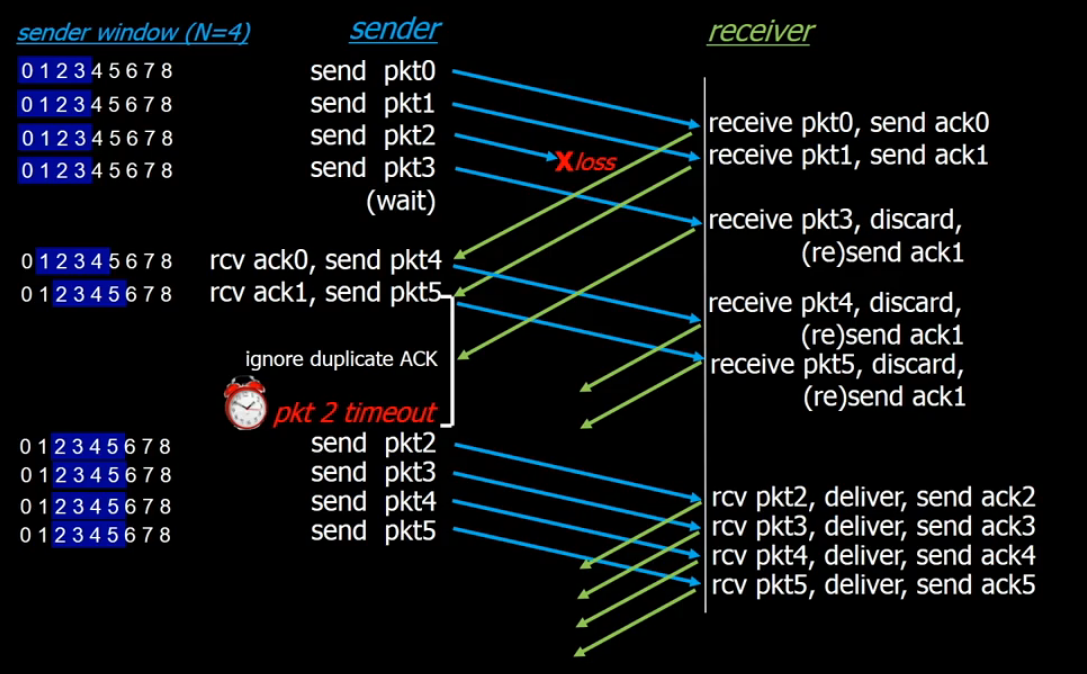 sender window (N=4) sender receiver
0 1 2 3 4 5 6 7 8 send pkt0
0 1 2 3 4 5 6 7 8 send pkt1
receive pkt0, send ack0
0 1 2 3 4 5 6 7 8 send pkt2
receive pkt1, send ack1
X loss
0 1 2 3 4 5 6 7 8 send pkt3
(wait)
receive pkt3, discard,
(re)send ack1
0 1 2 3 4 5 6 7 8 rcv ack0, send pkt4
0 1 2 3 4 5 6 7 8 rcv ack1, send pkt5
receive pkt4, discard,
(re)send ack1
ignore duplicate ACK
receive pkt5, discard,
(re)send ack1
pkt 2 timeout
0 1 2 3 4 5 6 7 8 send pkt2
0 1 2 3 4 5 6 7 8 send pkt3
0 1 2 3 4 5 6 7 8 send pkt4
0 1 2 3 4 5 6 7 8 send pkt5
rcv pkt2, deliver, send ack2
rcv pkt3, deliver, send ack3
rcv pkt4, deliver, send ack4
rcv pkt5, deliver, send ack5